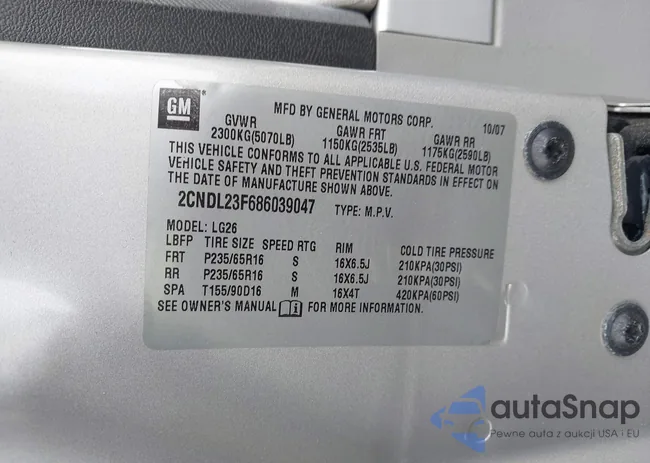 GM
MFD BY GENERAL MOTORS CORP. 10/07
GVWR GAWR FRT GAWR RR
2300KG(5070LB) 1150KG(2535LB) 1175KG(2590LB)
THIS VEHICLE CONFORMS TO ALL APPLICABLE U.S. FEDERAL MOTOR
VEHICLE SAFETY AND THEFT PREVENTION STANDARDS IN EFFECT ON
THE DATE OF MANUFACTURE SHOWN ABOVE.
2CNDL23F686039047 TYPE: M.P.V.
MODEL: LG26
LBFP TIRE SIZE SPEED RTG RIM COLD TIRE PRESSURE
FRT P235/65R16 S 16X6.5J 210KPA(30PSI)
RR P235/65R16 S 16X6.5J 210KPA(30PSI)
SPA T155/90D16 M 16X4T 420KPA(60PSI)
SEE OWNER'S MANUAL i FOR MORE INFORMATION.
autaSnap
Pewne auta z aukcji USA i EU